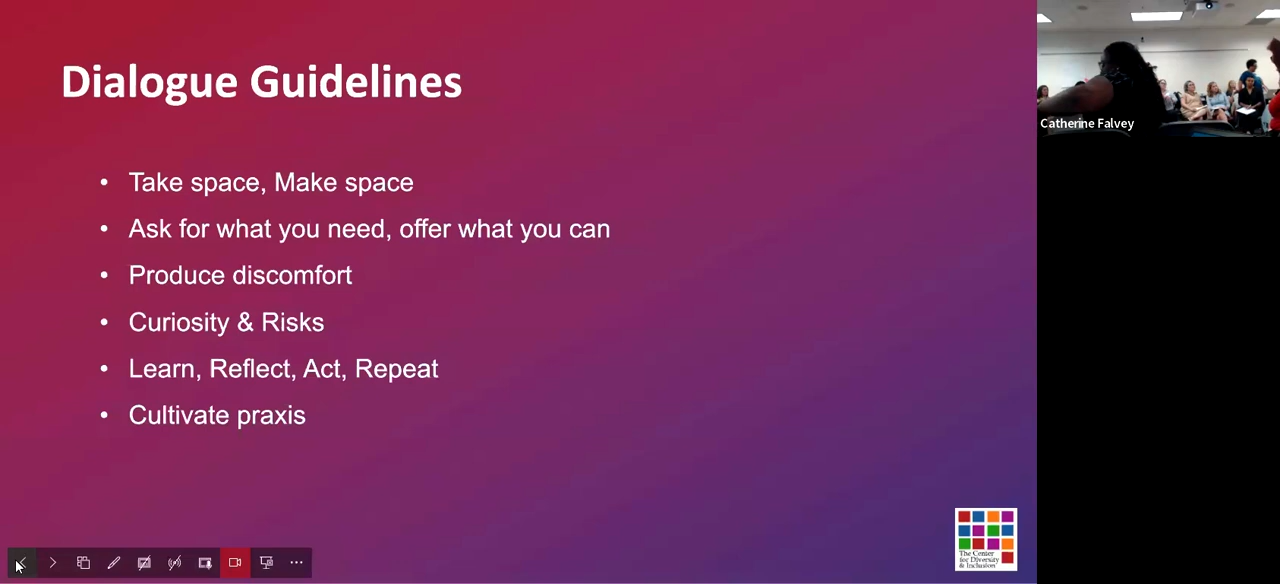 Dialogue Guidelines
• Take space, Make space
• Ask for what you need, offer what you can
• Produce discomfort
• Curiosity & Risks
• Learn, Reflect, Act, Repeat
• Cultivate praxis
Catherine Falvey
The Center
for Diversity
& Inclusion